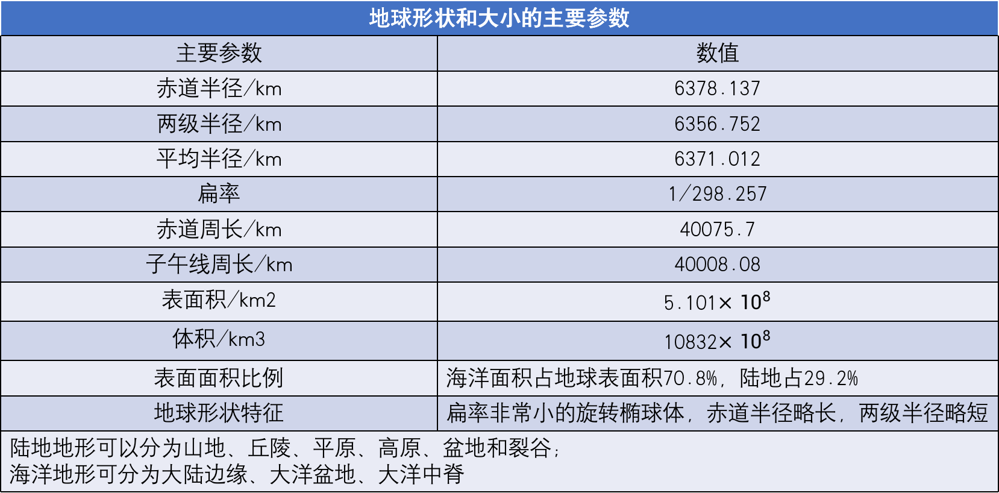 地球形状和大小的主要参数
主要参数 数值
赤道半径/km 6378.137
两级半径/km 6356.752
平均半径/km 6371.012
扁率 1/298.257
赤道周长/km 40075.7
子午线周长/km 40008.08
表面积/km2 5.101× 10⁸
体积/km3 10832× 10⁸
表面面积比例 海洋面积占地球表面积70.8%，陆地占29.2%
地球形状特征 扁率非常小的旋转椭球体，赤道半径略长，两级半径略短
陆地地形可以分为山地、丘陵、平原、高原、盆地和裂谷；
海洋地形可分为大陆边缘、大洋盆地、大洋中脊